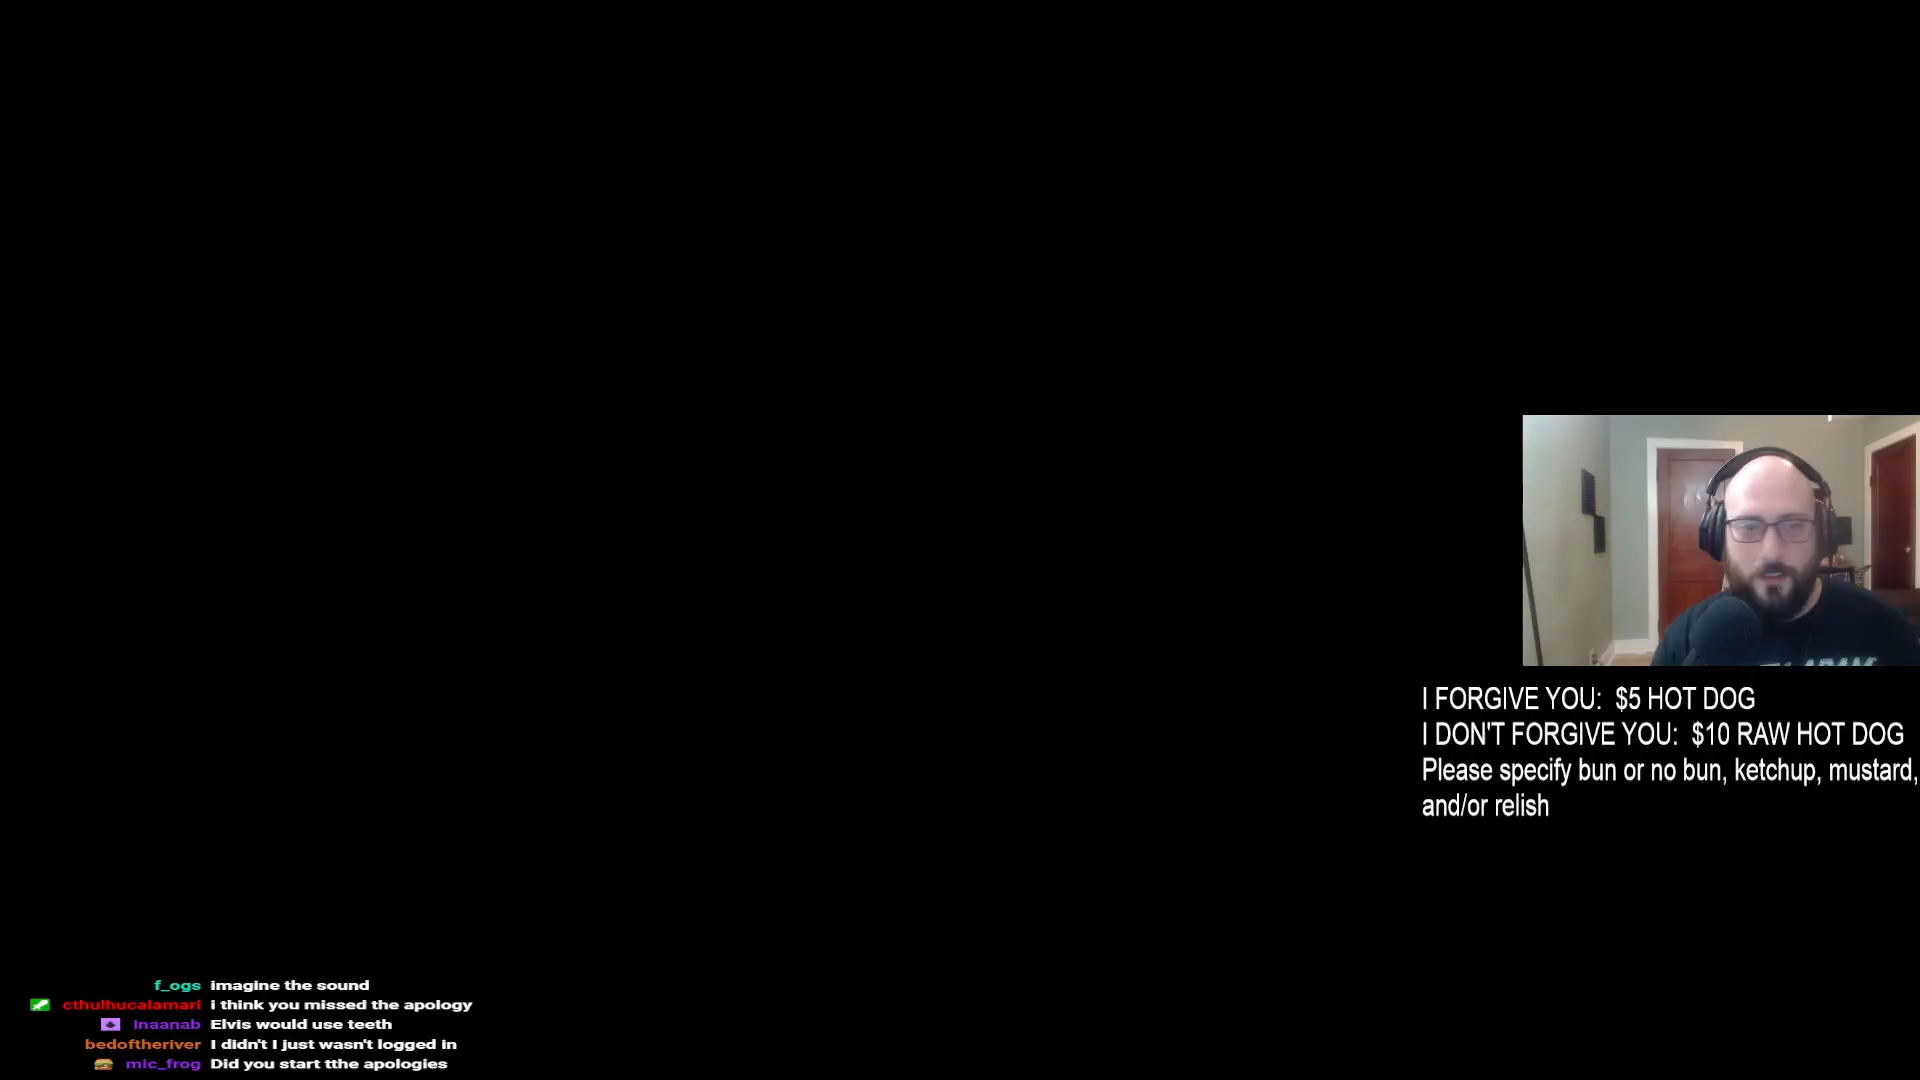 I FORGIVE YOU: $5 HOT DOG
I DON'T FORGIVE YOU: $10 RAW HOT DOG
Please specify bun or no bun, ketchup, mustard,
and/or relish
f_ogs imagine the sound
cthulhucalamari i think you missed the apology
inaanab Elvis would use teeth
bedoftheriver I didn't I just wasn't logged in
mic_frog Did you start tthe apologies